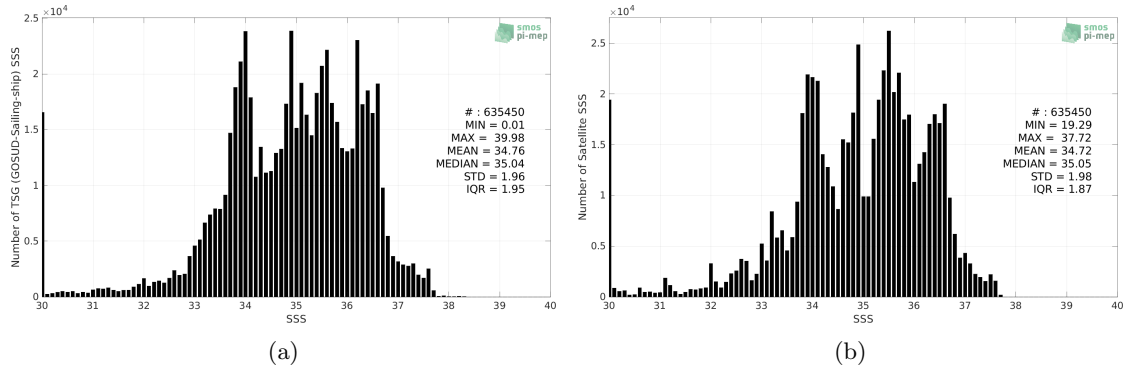 ×10⁴
2.5
2
1.5
1
0.5
0
Number of TSG (GOSUD-Sailing-ship) SSS
smos
pi-mep
# : 635450
MIN = 0.01
MAX = 39.98
MEAN = 34.76
MEDIAN = 35.04
STD = 1.96
IQR = 1.95
30 31 32 33 34 35 36 37 38 39 40
SSS
(a)
×10⁴
2.5
2
1.5
1
0.5
0
Number of Satellite SSS
smos
pi-mep
# : 635450
MIN = 19.29
MAX = 37.72
MEAN = 34.72
MEDIAN = 35.05
STD = 1.98
IQR = 1.87
30 31 32 33 34 35 36 37 38 39 40
SSS
(b)